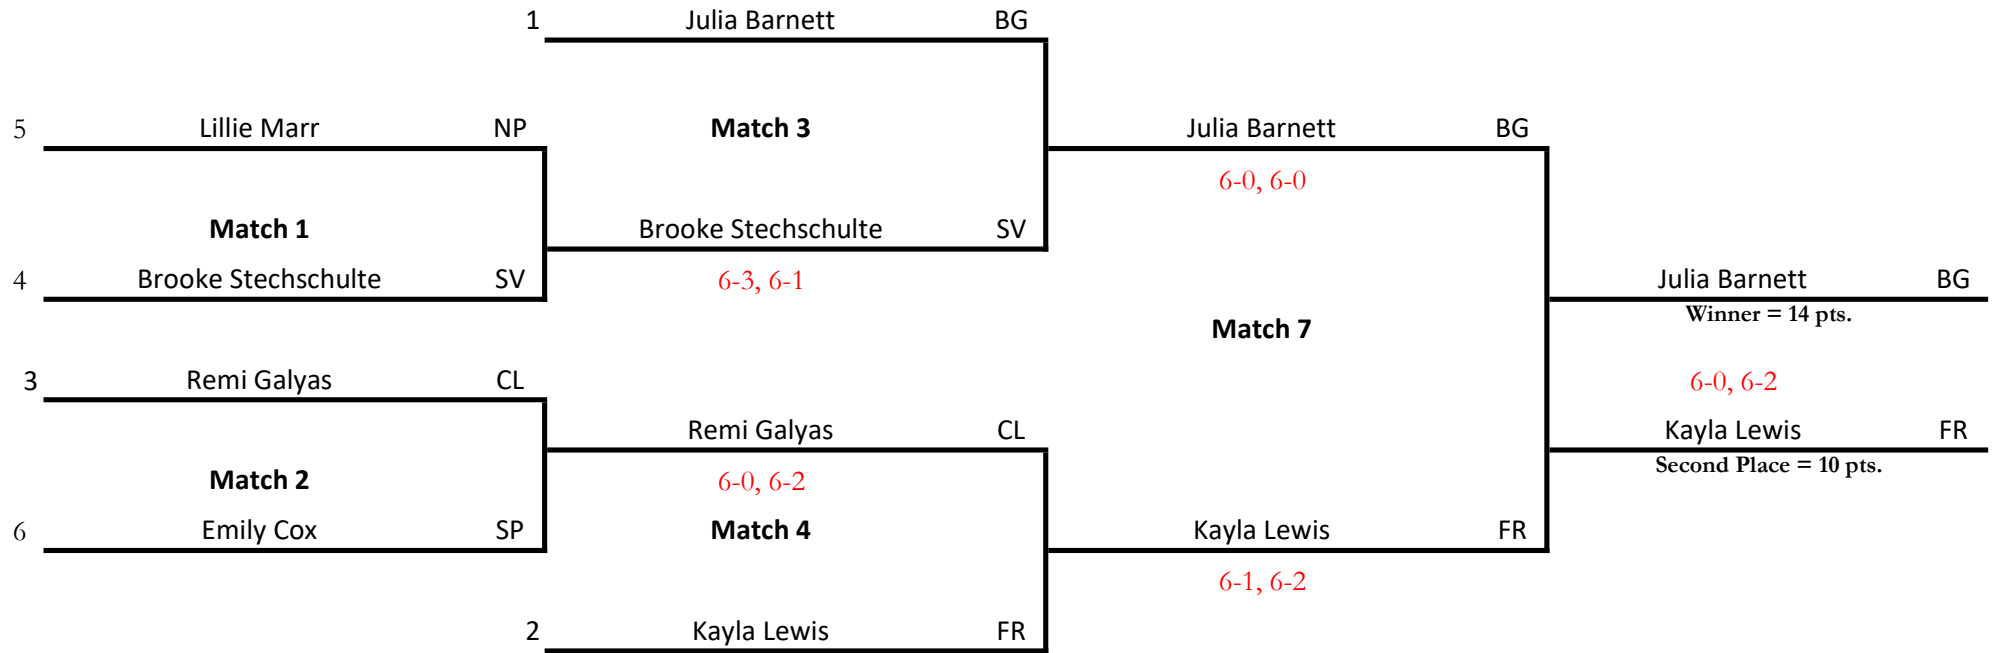 1 Julia Barnett BG
5 Lillie Marr NP Match 3 Julia Barnett BG
6-0, 6-0
Match 1 Brooke Stechschulte SV
4 Brooke Stechschulte SV 6-3, 6-1 Julia Barnett BG
Winner = 14 pts.
Match 7
3 Remi Galyas CL 6-0, 6-2
Remi Galyas CL Kayla Lewis FR
Second Place = 10 pts.
Match 2 6-0, 6-2
6 Emily Cox SP Match 4 Kayla Lewis FR
6-1, 6-2
2 Kayla Lewis FR